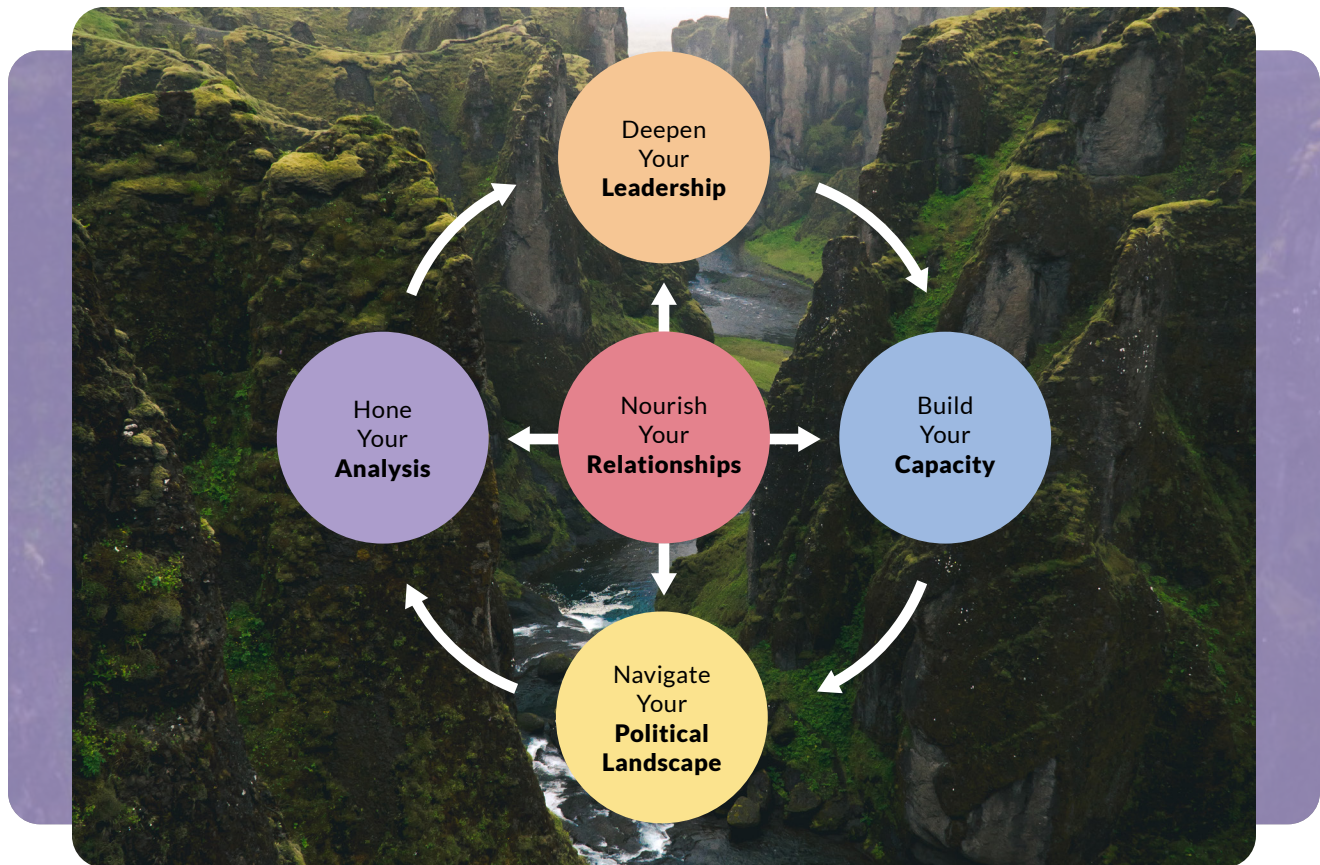 Deepen
Your
Leadership
Hone
Your
Analysis
Nourish
Your
Relationships
Build
Your
Capacity
Navigate
Your
Political
Landscape